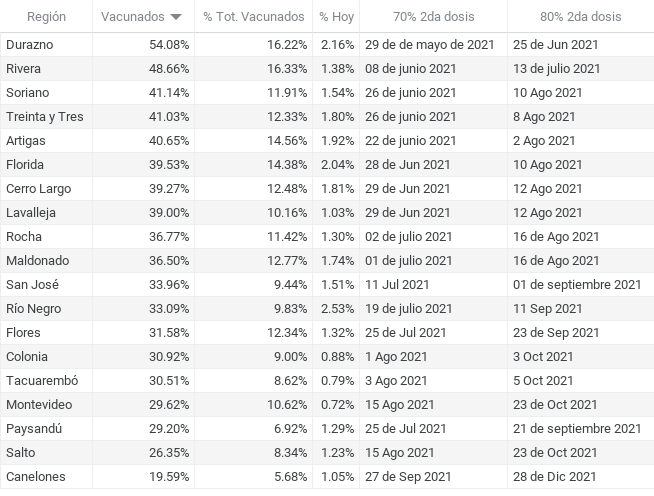 Región Vacunados % Tot. Vacunados % Hoy 70% 2da dosis 80% 2da dosis
Durazno 54.08% 16.22% 2.16% 29 de de mayo de 2021 25 de Jun 2021
Rivera 48.66% 16.33% 1.38% 08 de junio 2021 13 de julio 2021
Soriano 41.14% 11.91% 1.54% 26 de junio 2021 10 Ago 2021
Treinta y Tres 41.03% 12.33% 1.80% 26 de junio 2021 8 Ago 2021
Artigas 40.65% 14.56% 1.92% 22 de junio 2021 2 Ago 2021
Florida 39.53% 14.38% 2.04% 28 de Jun 2021 10 Ago 2021
Cerro Largo 39.27% 12.48% 1.81% 29 de Jun 2021 12 Ago 2021
Lavalleja 39.00% 10.16% 1.03% 29 de Jun 2021 12 Ago 2021
Rocha 36.77% 11.42% 1.30% 02 de julio 2021 16 de Ago 2021
Maldonado 36.50% 12.77% 1.74% 01 de julio 2021 16 de Ago 2021
San José 33.96% 9.44% 1.51% 11 Jul 2021 01 de septiembre 2021
Río Negro 33.09% 9.83% 2.53% 19 de julio 2021 11 Sep 2021
Flores 31.58% 12.34% 1.32% 25 de Jul 2021 23 de Sep 2021
Colonia 30.92% 9.00% 0.88% 1 Ago 2021 3 Oct 2021
Tacuarembó 30.51% 8.62% 0.79% 3 Ago 2021 5 Oct 2021
Montevideo 29.62% 10.62% 0.72% 15 Ago 2021 23 de Oct 2021
Paysandú 29.20% 6.92% 1.29% 25 de Jul 2021 21 de septiembre 2021
Salto 26.35% 8.34% 1.23% 15 Ago 2021 23 de Oct 2021
Canelones 19.59% 5.68% 1.05% 27 de Sep 2021 28 de Dic 2021